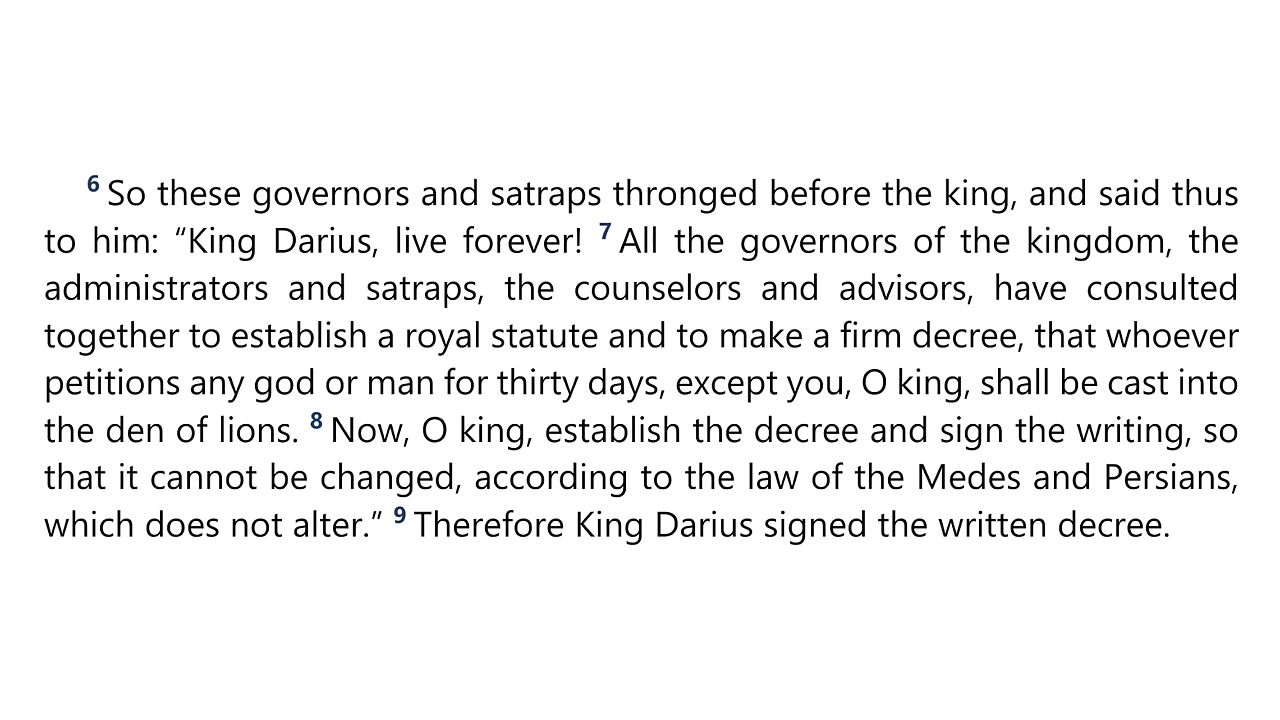 6 So these governors and satraps thronged before the king, and said thus
to him: “King Darius, live forever! 7 All the governors of the kingdom, the
administrators and satraps, the counselors and advisors, have consulted
together to establish a royal statute and to make a firm decree, that whoever
petitions any god or man for thirty days, except you, O king, shall be cast into
the den of lions. 8 Now, O king, establish the decree and sign the writing, so
that it cannot be changed, according to the law of the Medes and Persians,
which does not alter.” 9 Therefore King Darius signed the written decree.